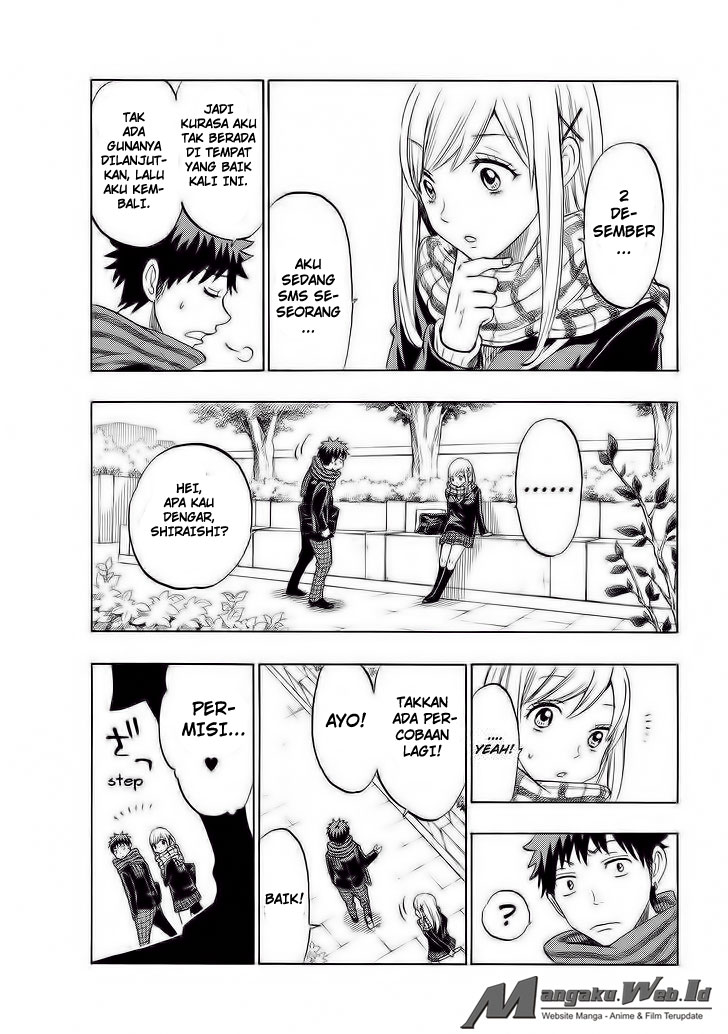 2
DE-
SEMBER
...
AKU
SEDANG
SMS SE-
SEORANG
...
JADI
KURASA AKU
TAK BERADA
DI TEMPAT
YANG BAIK
KALI INI.
TAK
ADA
GUNANYA
DILANJUT-
KAN, LALU
AKU KEM-
BALI.
......
HEI,
APA KAU
DENGAR,
SHIRAISHI?
....
YEAH!
?
TAKKAN
ADA PER-
COBAAN
LAGI!
AYO!
BAIK!
PER-
MISI...
♥
ざっ
step
Mangaku.Web.Id
Website Manga - Anime & Film Terupdate